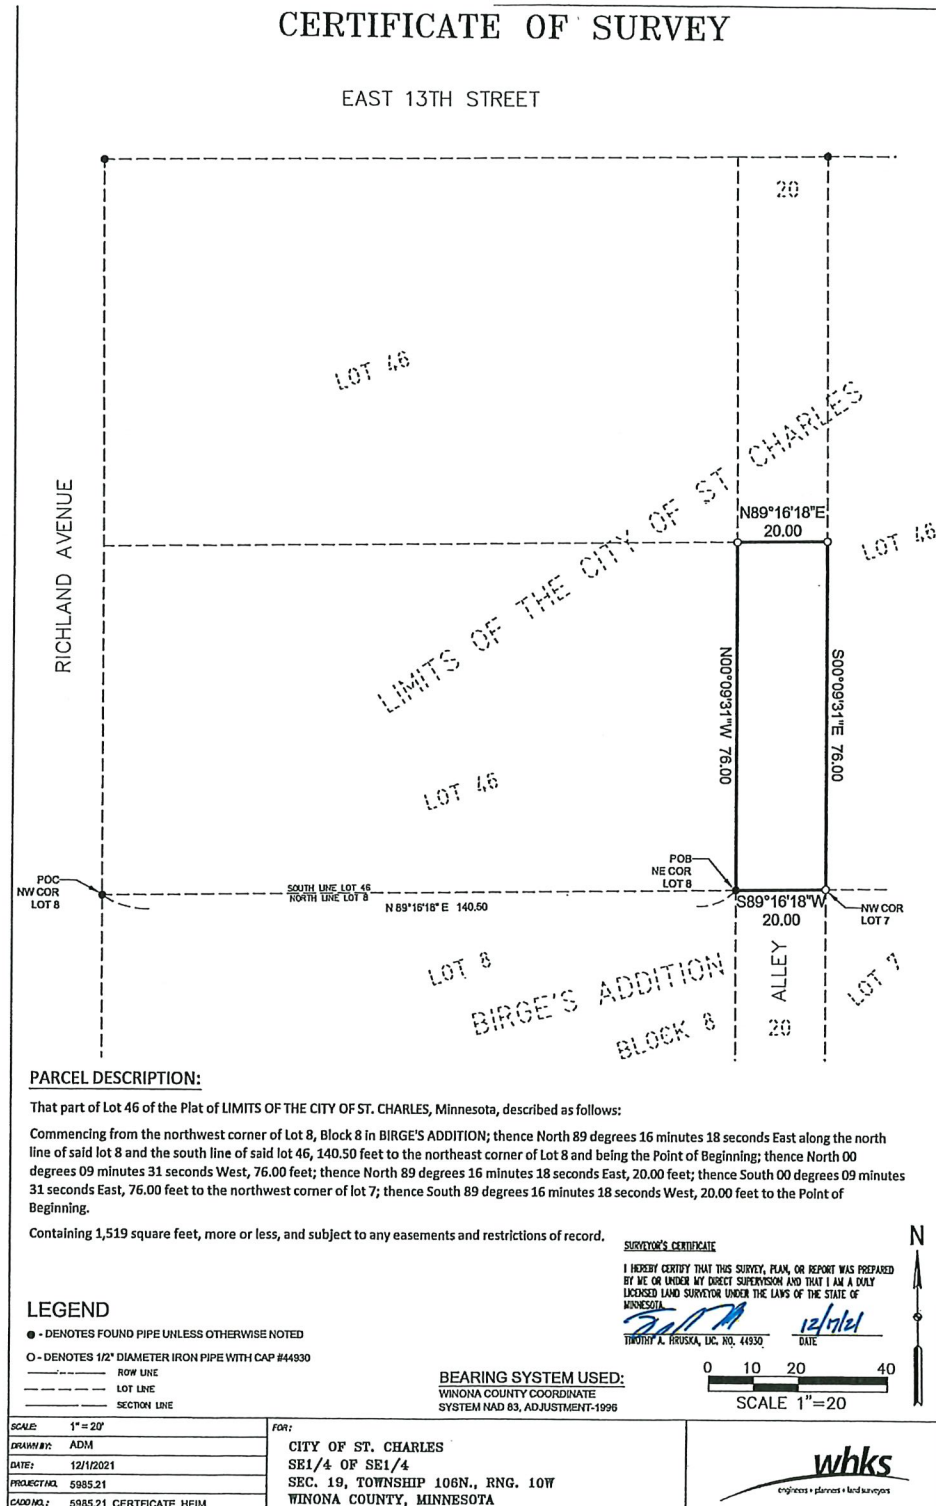 CERTIFICATE OF SURVEY
EAST 13TH STREET
20
LOT 46
LIMITS OF THE CITY OF ST CHARLES
RICHLAND AVENUE
N89°16'18"E
20.00
LOT 46
N00°09'31"W 76.00
S00°09'31"E 76.00
LOT 46
POC
NW COR
LOT 8
SOUTH LINE LOT 46
NORTH LINE LOT 8
N 89°16'18" E 140.50
POB
NE COR
LOT 8
S89°16'18"W
20.00
NW COR
LOT 7
LOT 8
BIRGE'S ADDITION
BLOCK 8
ALLEY
20
LOT 7
PARCEL DESCRIPTION:
That part of Lot 46 of the Plat of LIMITS OF THE CITY OF ST. CHARLES, Minnesota, described as follows:
Commencing from the northwest corner of Lot 8, Block 8 in BIRGE'S ADDITION; thence North 89 degrees 16 minutes 18 seconds East along the north
line of said lot 8 and the south line of said lot 46, 140.50 feet to the northeast corner of Lot 8 and being the Point of Beginning; thence North 00
degrees 09 minutes 31 seconds West, 76.00 feet; thence North 89 degrees 16 minutes 18 seconds East, 20.00 feet; thence South 00 degrees 09 minutes
31 seconds East, 76.00 feet to the northwest corner of lot 7; thence South 89 degrees 16 minutes 18 seconds West, 20.00 feet to the Point of
Beginning.
Containing 1,519 square feet, more or less, and subject to any easements and restrictions of record.
SURVEYOR'S CERTIFICATE
I HEREBY CERTIFY THAT THIS SURVEY, PLAN, OR REPORT WAS PREPARED
BY ME OR UNDER MY DIRECT SUPERVISION AND THAT I AM A DULY
LICENSED LAND SURVEYOR UNDER THE LAWS OF THE STATE OF
MINNESOTA.
TIMOTHY A. HRUSKA, LIC. NO. 44930
DATE
N
LEGEND
- DENOTES FOUND PIPE UNLESS OTHERWISE NOTED
- DENOTES 1/2" DIAMETER IRON PIPE WITH CAP #44930
ROW LINE
LOT LINE
SECTION LINE
BEARING SYSTEM USED:
WINONA COUNTY COORDINATE
SYSTEM NAD 83, ADJUSTMENT-1996
0 10 20 40
SCALE 1"=20
SCALE: 1" = 20'
DRAWN BY: ADM
DATE: 12/1/2021
PROJECT NO. 5985.21
CADD NO.: 5985.21 CERTFICATE HEIM
FOR:
CITY OF ST. CHARLES
SE1/4 OF SE1/4
SEC. 19, TOWNSHIP 106N., RNG. 10W
WINONA COUNTY, MINNESOTA
whks
engineers + planners + land surveyors